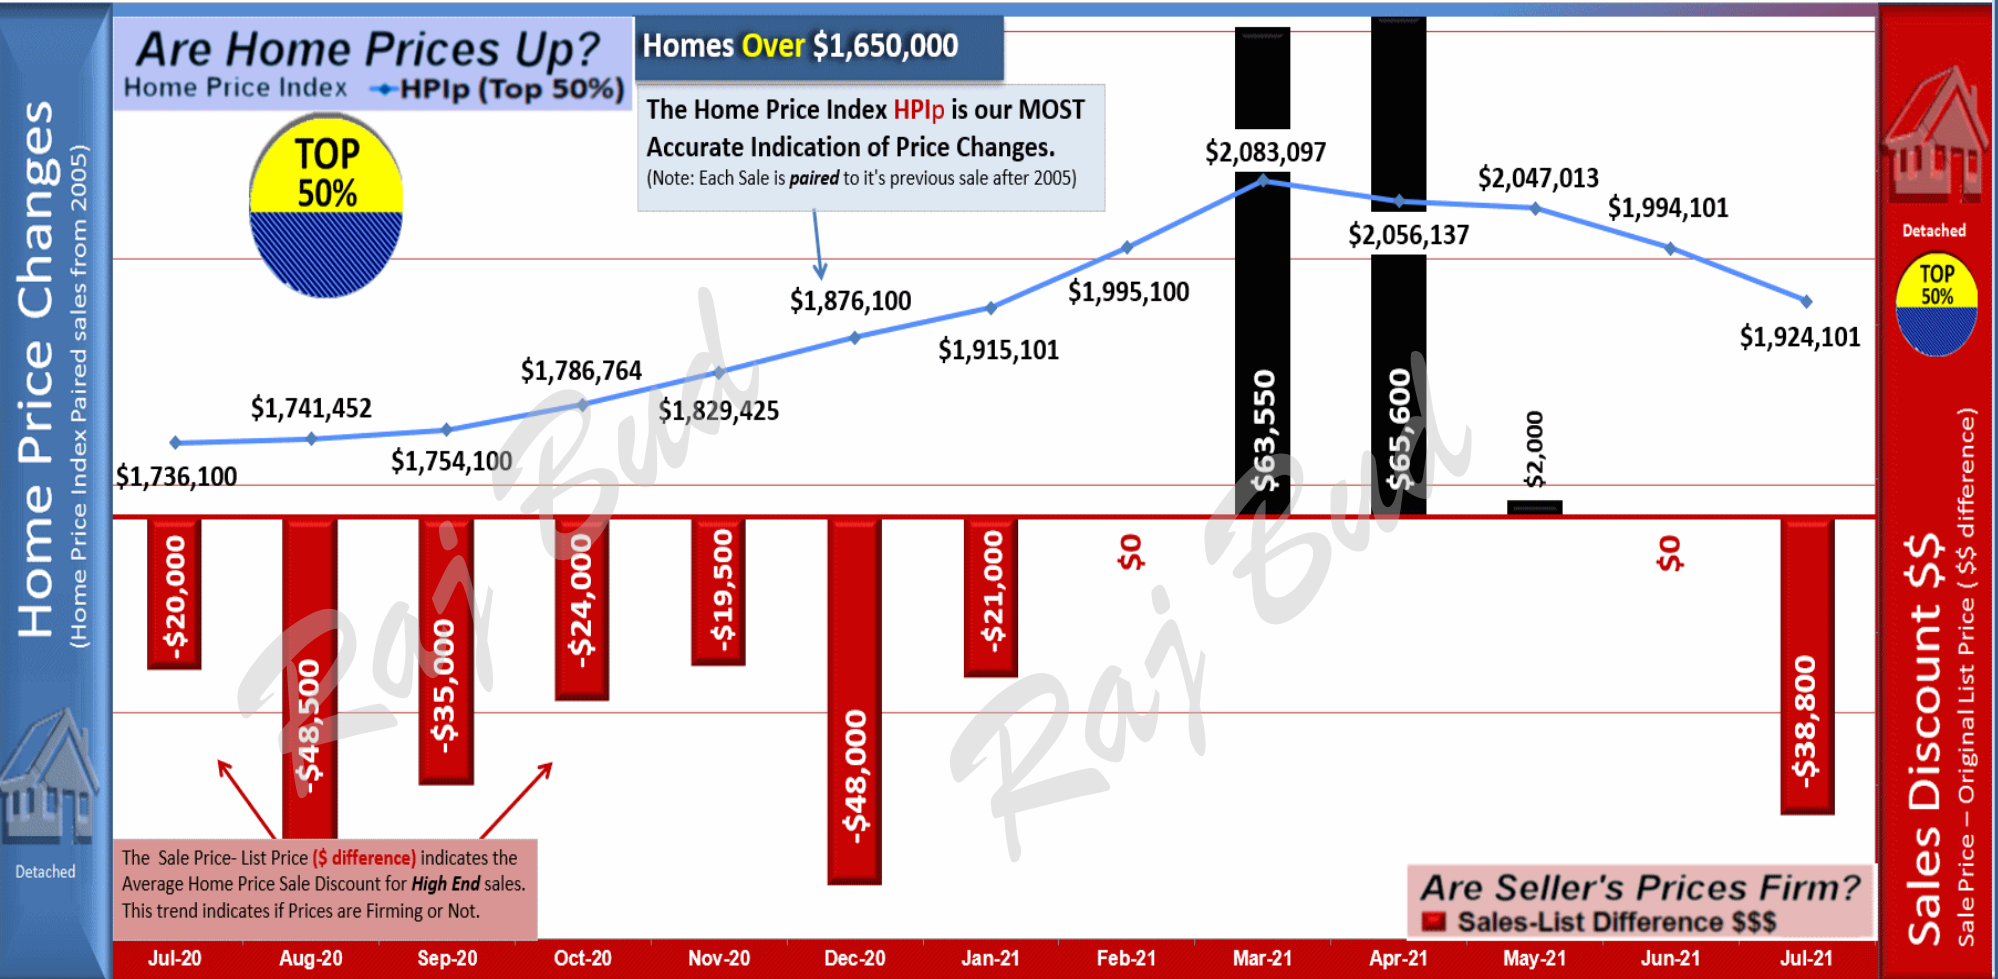 Home Price Changes
(Home Price Index Paired sales from 2005)
Detached
Are Home Prices Up?
Home Price Index HPIp (Top 50%)
TOP
50%
Homes Over $1,650,000
The Home Price Index HPIp is our MOST
Accurate Indication of Price Changes.
(Note: Each Sale is paired to it's previous sale after 2005)
$1,736,100
$1,741,452
$1,754,100
$1,786,764
$1,829,425
$1,876,100
$1,915,101
$1,995,100
$2,083,097
$2,056,137
$2,047,013
$1,994,101
$1,924,101
-$20,000
-$48,500
-$35,000
-$24,000
-$19,500
-$48,000
-$21,000
$0
$63,550
$65,600
$2,000
$0
-$38,800
Raj Bud
Raj Bud
The Sale Price- List Price ($ difference) indicates the
Average Home Price Sale Discount for High End sales.
This trend indicates if Prices are Firming or Not.
Are Seller's Prices Firm?
Sales-List Difference $$$
Jul-20 Aug-20 Sep-20 Oct-20 Nov-20 Dec-20 Jan-21 Feb-21 Mar-21 Apr-21 May-21 Jun-21 Jul-21
Detached
TOP
50%
Sales Discount $$
Sale Price – Original List Price ( $$ difference)